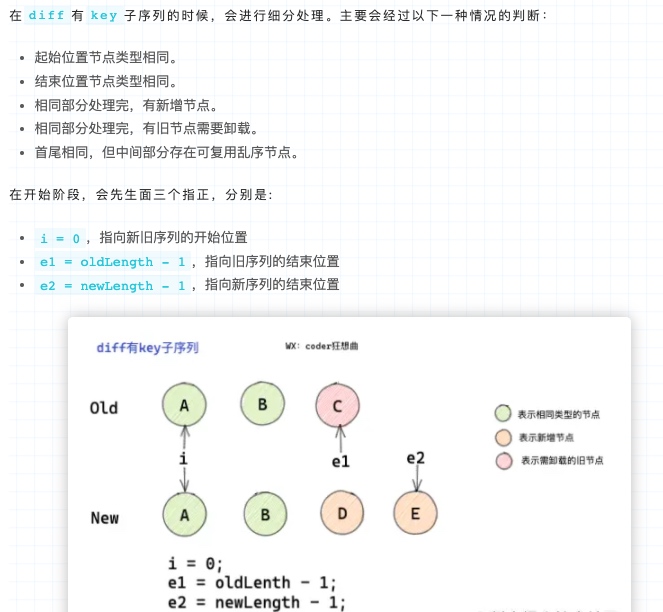 在 diff 有 key 子序列的时候，会进行细分处理。主要会经过以下一种情况的判断：
• 起始位置节点类型相同。
• 结束位置节点类型相同。
• 相同部分处理完，有新增节点。
• 相同部分处理完，有旧节点需要卸载。
• 首尾相同，但中间部分存在可复用乱序节点。
在开始阶段，会先生面三个指正，分别是：
• i = 0，指向新旧序列的开始位置
• e1 = oldLength - 1，指向旧序列的结束位置
• e2 = newLength - 1，指向新序列的结束位置
diff有key子序列
WX: coder狂想曲
Old
A B C
表示相同类型的节点
表示新增节点
表示需卸载的旧节点
i e1 e2
New
A B D E
i = 0;
e1 = oldLenth - 1;
e2 = newLength - 1;